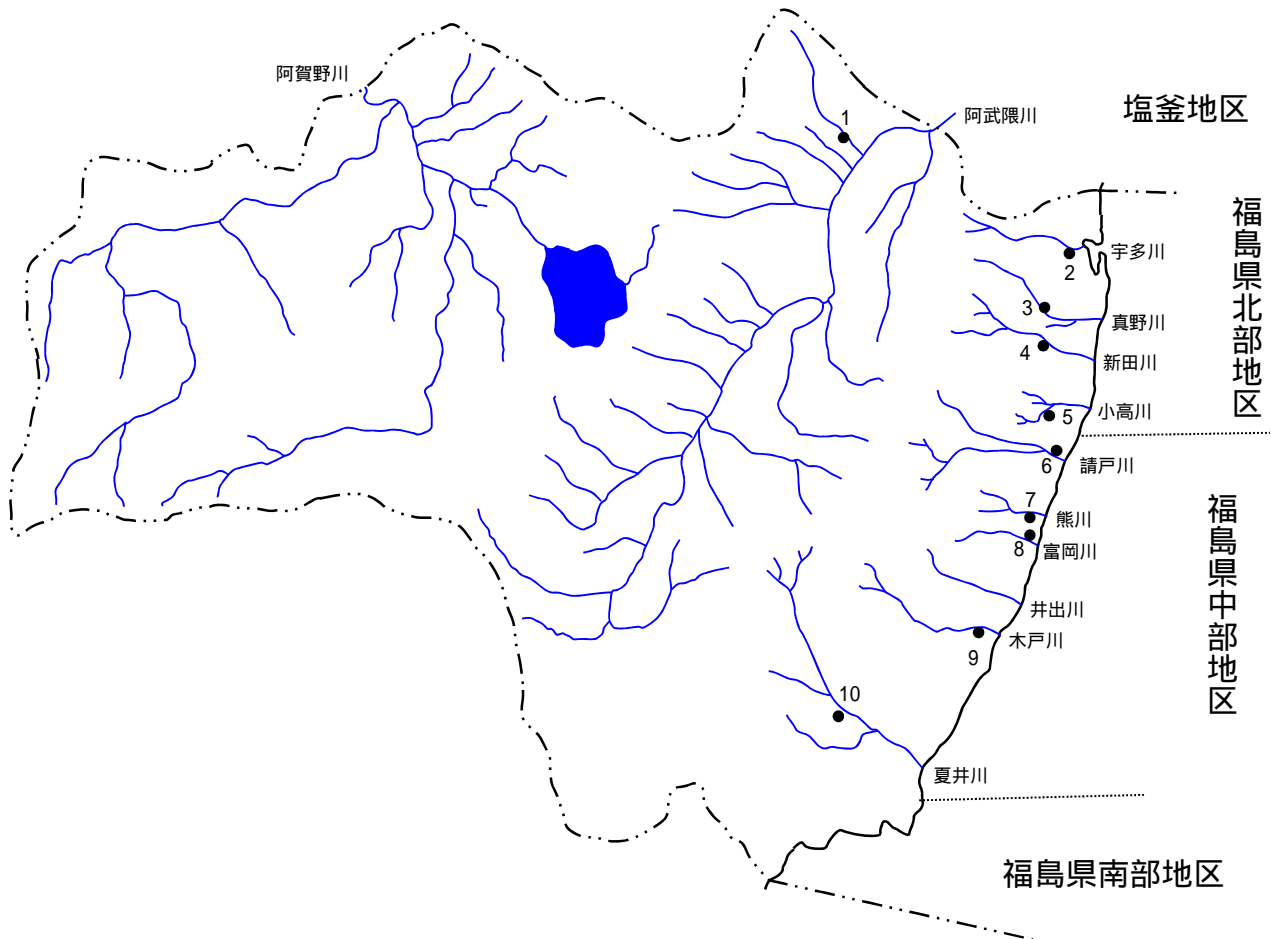 阿賀野川
1
阿武隈川
塩釜地区
福島県北部地区
宇多川
2
3
真野川
4
新田川
小高川
5
6
請戸川
福島県中部地区
7
熊川
8
富岡川
井出川
木戸川
9
10
夏井川
福島県南部地区